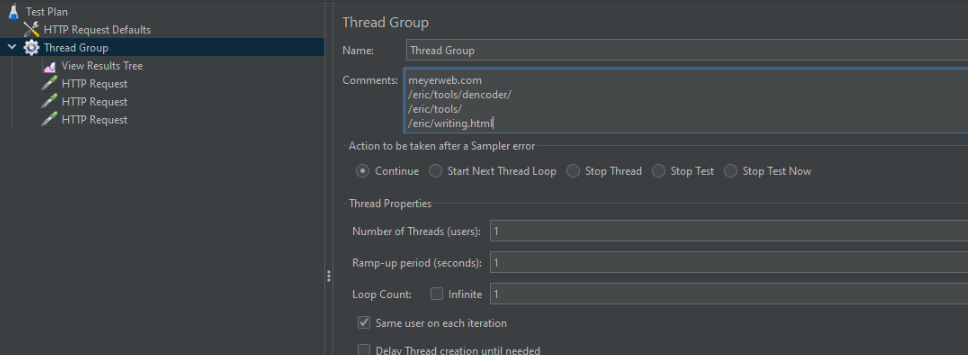 Test Plan
HTTP Request Defaults
Thread Group
View Results Tree
HTTP Request
HTTP Request
HTTP Request
Thread Group
Name: Thread Group
Comments: meyerweb.com
/eric/tools/dencoder/
/eric/tools/
/eric/writing.html
Action to be taken after a Sampler error
Continue Start Next Thread Loop Stop Thread Stop Test Stop Test Now
Thread Properties
Number of Threads (users): 1
Ramp-up period (seconds): 1
Loop Count: Infinite 1
Same user on each iteration
Delay Thread creation until needed